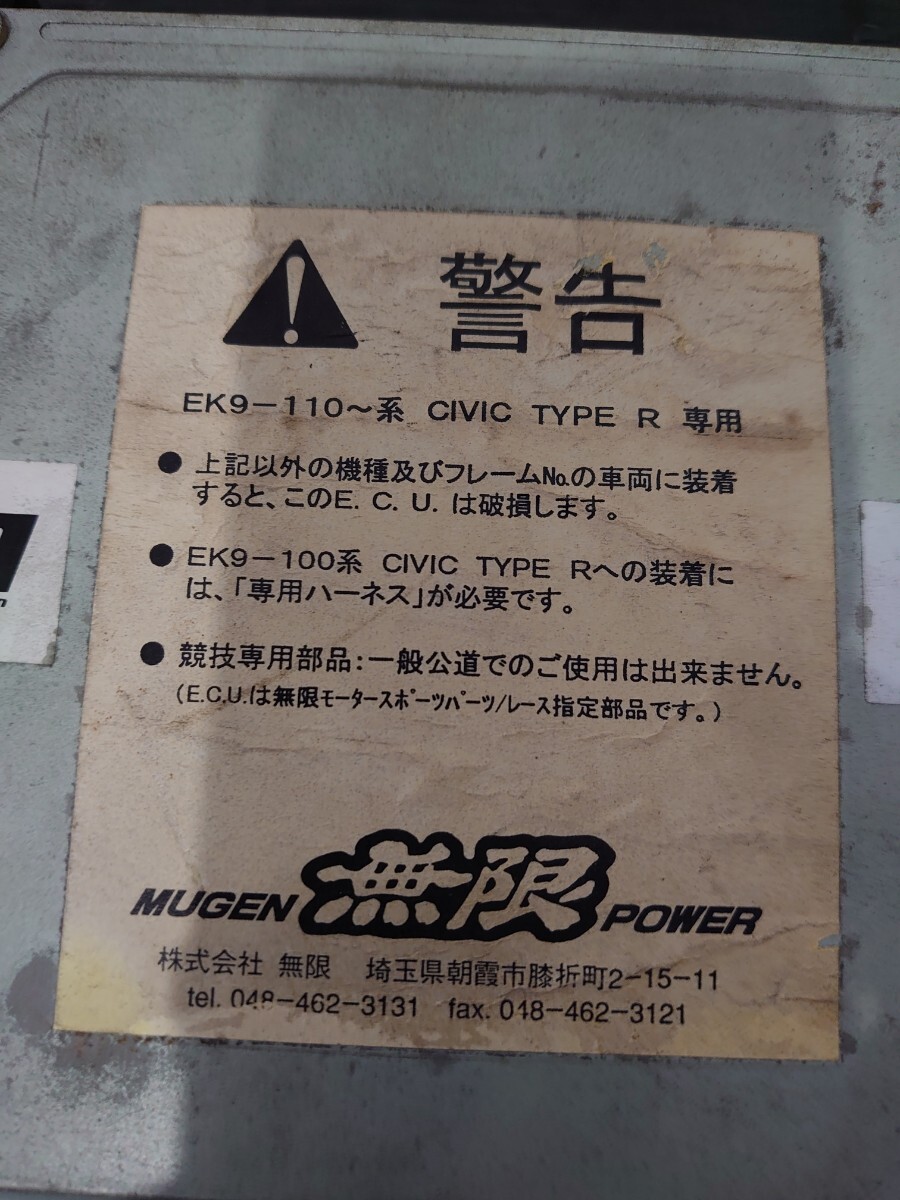 警告
EK9-110～系 CIVIC TYPE R 専用
● 上記以外の機種及びフレーム№の車両に装着
すると、このE. C. U. は破損します。
● EK9-100系 CIVIC TYPE Rへの装着に
は、「専用ハーネス」が必要です。
● 競技専用部品：一般公道でのご使用は出来ません。
(E.C.U.は無限ﾓｰﾀｰｽﾎﾟｰﾂﾊﾟｰﾂ/ﾚｰｽ指定部品です。)
MUGEN 無限 POWER
株式会社 無限 埼玉県朝霞市膝折町2-15-11
tel. 048-462-3131 fax. 048-462-3121